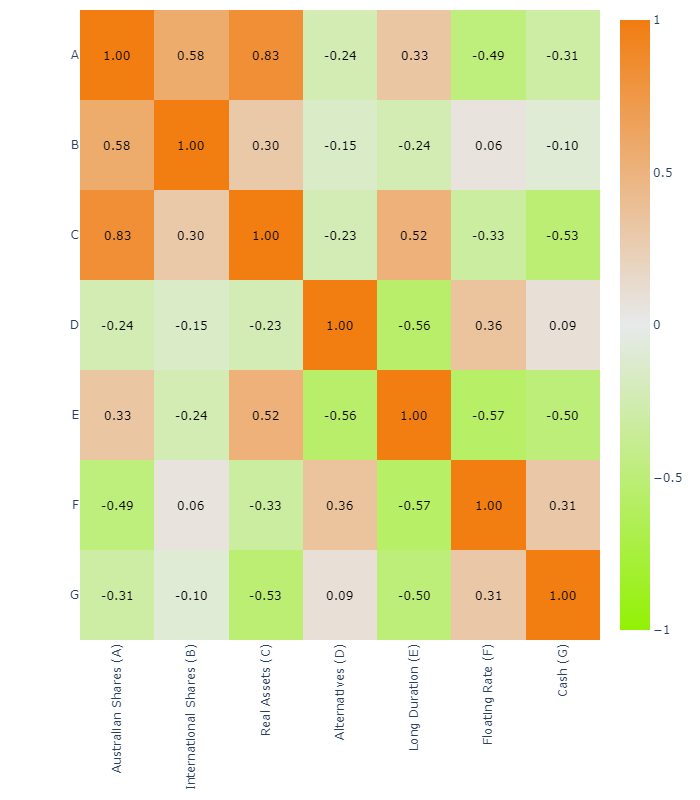 A 1.00 0.58 0.83 -0.24 0.33 -0.49 -0.31
B 0.58 1.00 0.30 -0.15 -0.24 0.06 -0.10
C 0.83 0.30 1.00 -0.23 0.52 -0.33 -0.53
D -0.24 -0.15 -0.23 1.00 -0.56 0.36 0.09
E 0.33 -0.24 0.52 -0.56 1.00 -0.57 -0.50
F -0.49 0.06 -0.33 0.36 -0.57 1.00 0.31
G -0.31 -0.10 -0.53 0.09 -0.50 0.31 1.00
Australian Shares (A)
International Shares (B)
Real Assets (C)
Alternatives (D)
Long Duration (E)
Floating Rate (F)
Cash (G)
1
0.5
0
−0.5
−1